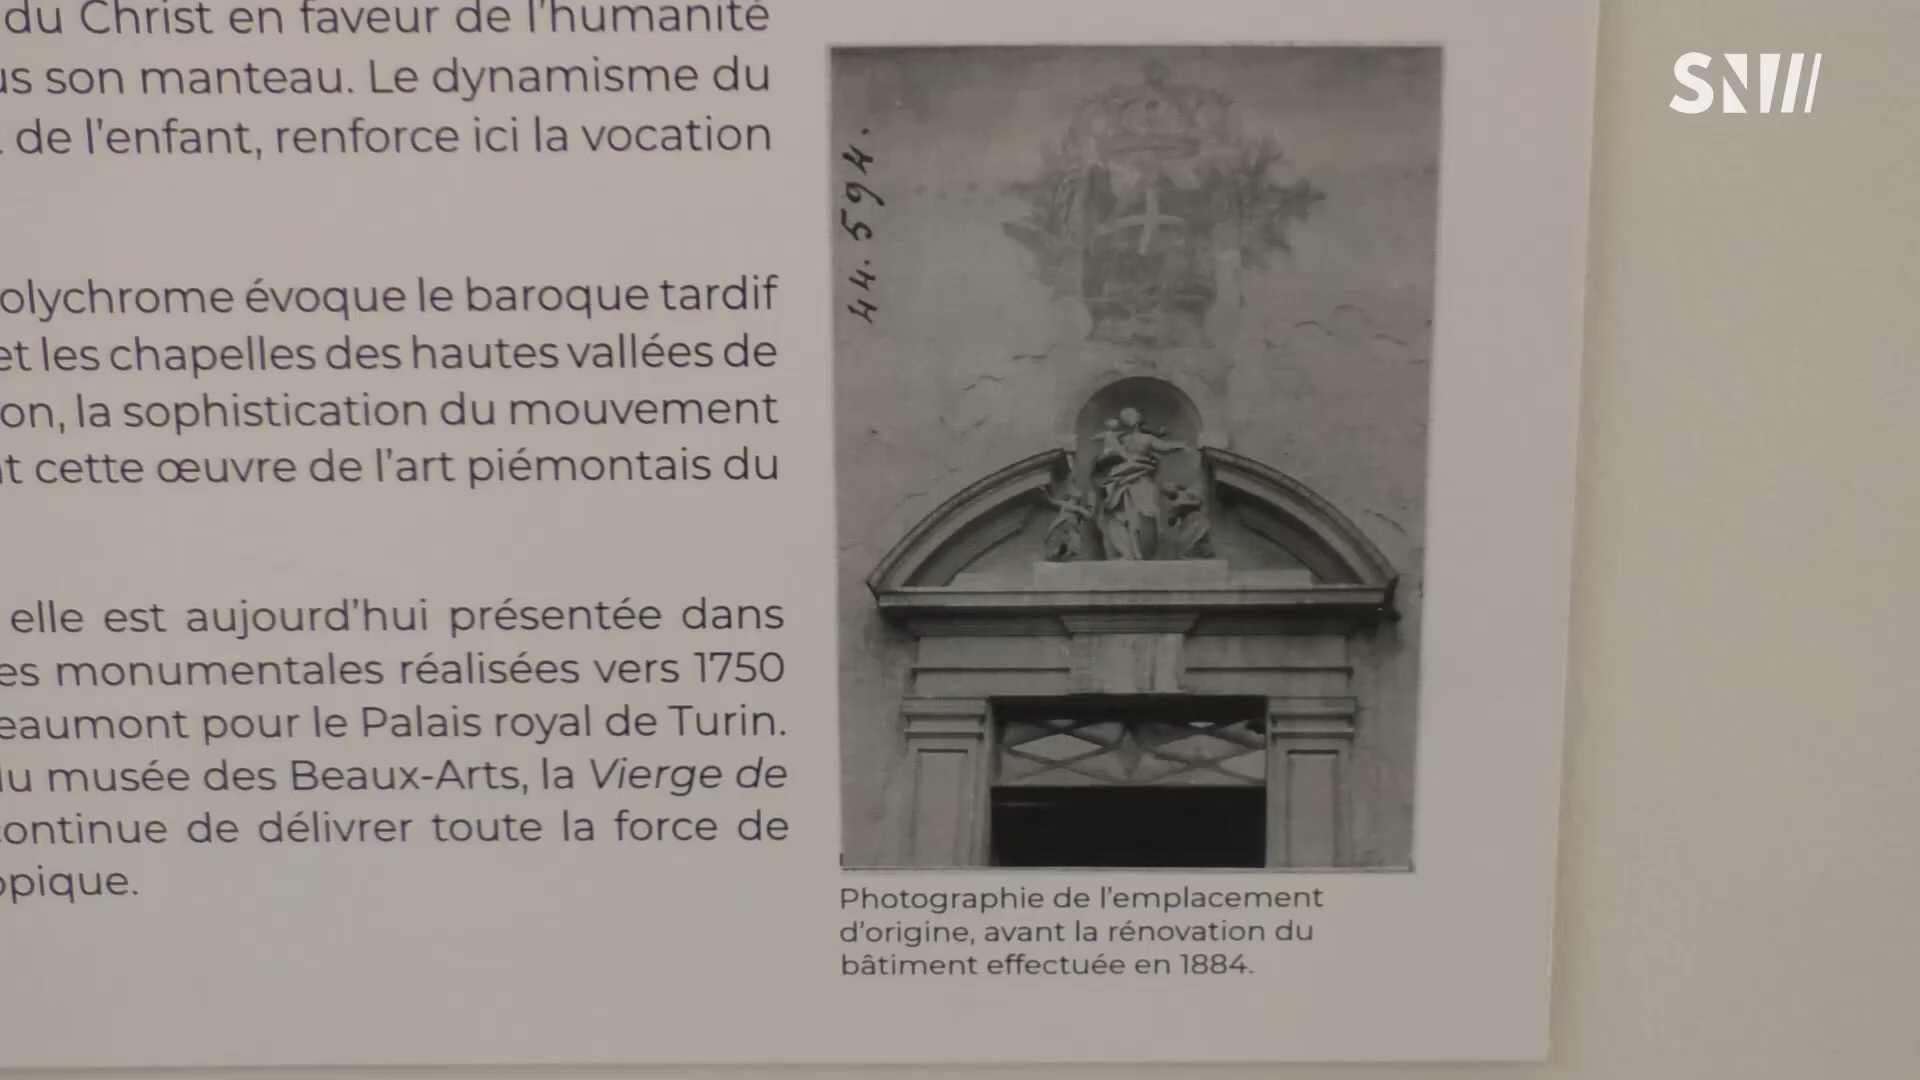 du Christ en faveur de l'humanité
son manteau. Le dynamisme du
de l'enfant, renforce ici la vocation
olychrome évoque le baroque tardif
et les chapelles des hautes vallées de
on, la sophistication du mouvement
t cette œuvre de l'art piémontais du
elle est aujourd'hui présentée dans
es monumentales réalisées vers 1750
eaumont pour le Palais royal de Turin.
du musée des Beaux-Arts, la Vierge de
continue de délivrer toute la force de
opique.
44.594.
Photographie de l'emplacement
d'origine, avant la rénovation du
bâtiment effectuée en 1884.